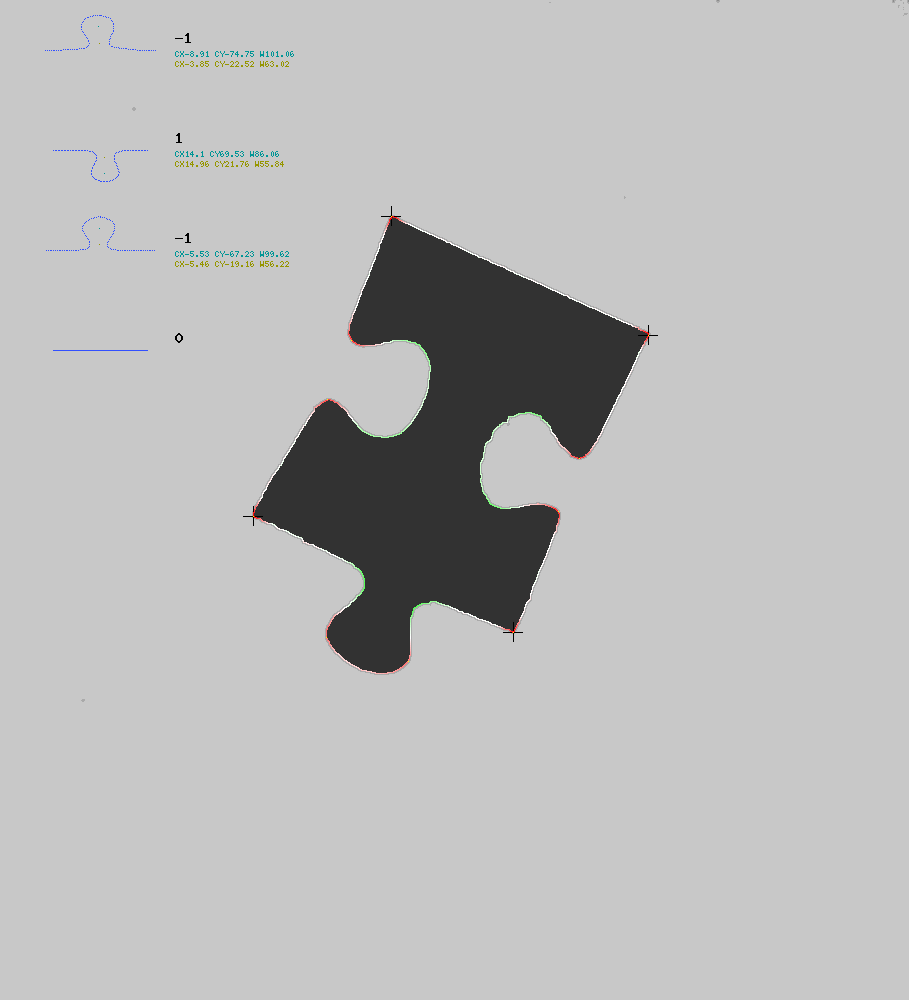 -1
CX-8.91 CY-74.75 W101.06
CX-3.85 CY-22.52 W63.02
1
CX14.1 CY69.53 W86.06
CX14.96 CY21.76 W55.84
-1
CX-5.53 CY-67.23 W99.62
CX-5.46 CY-19.16 W56.22
0